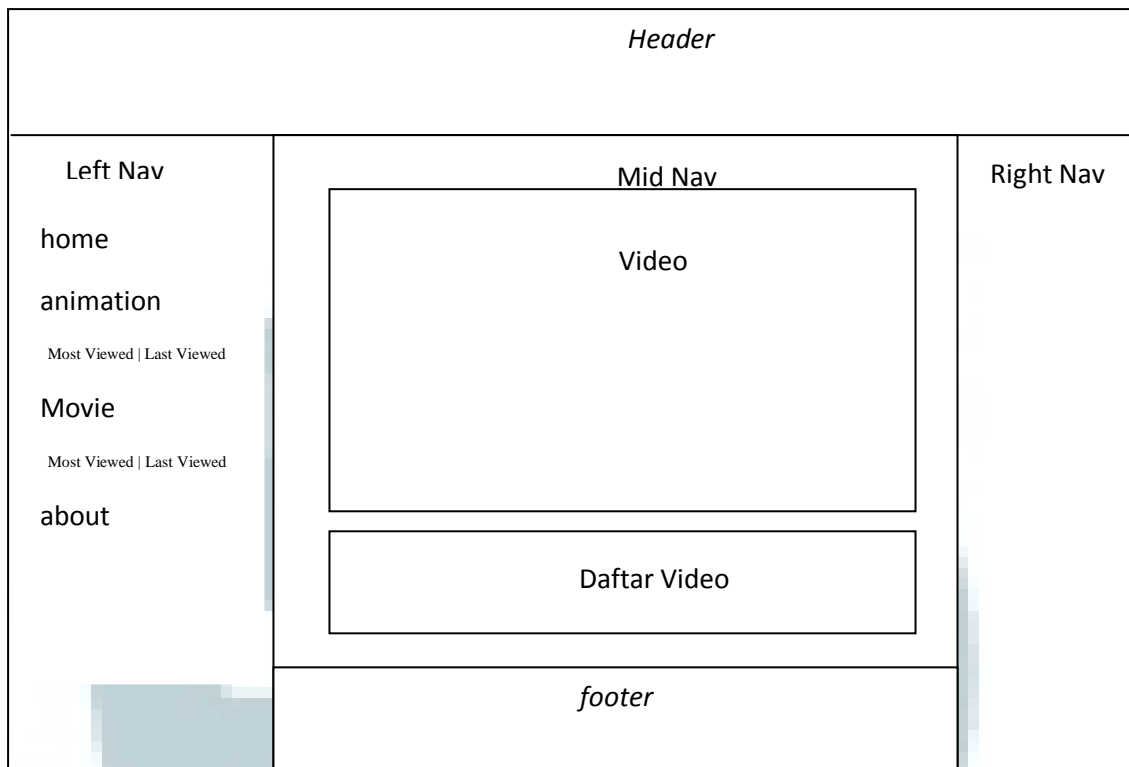 Header
Left Nav
home
animation
Most Viewed | Last Viewed
Movie
Most Viewed | Last Viewed
about
Mid Nav
Video
Daftar Video
footer
Right Nav